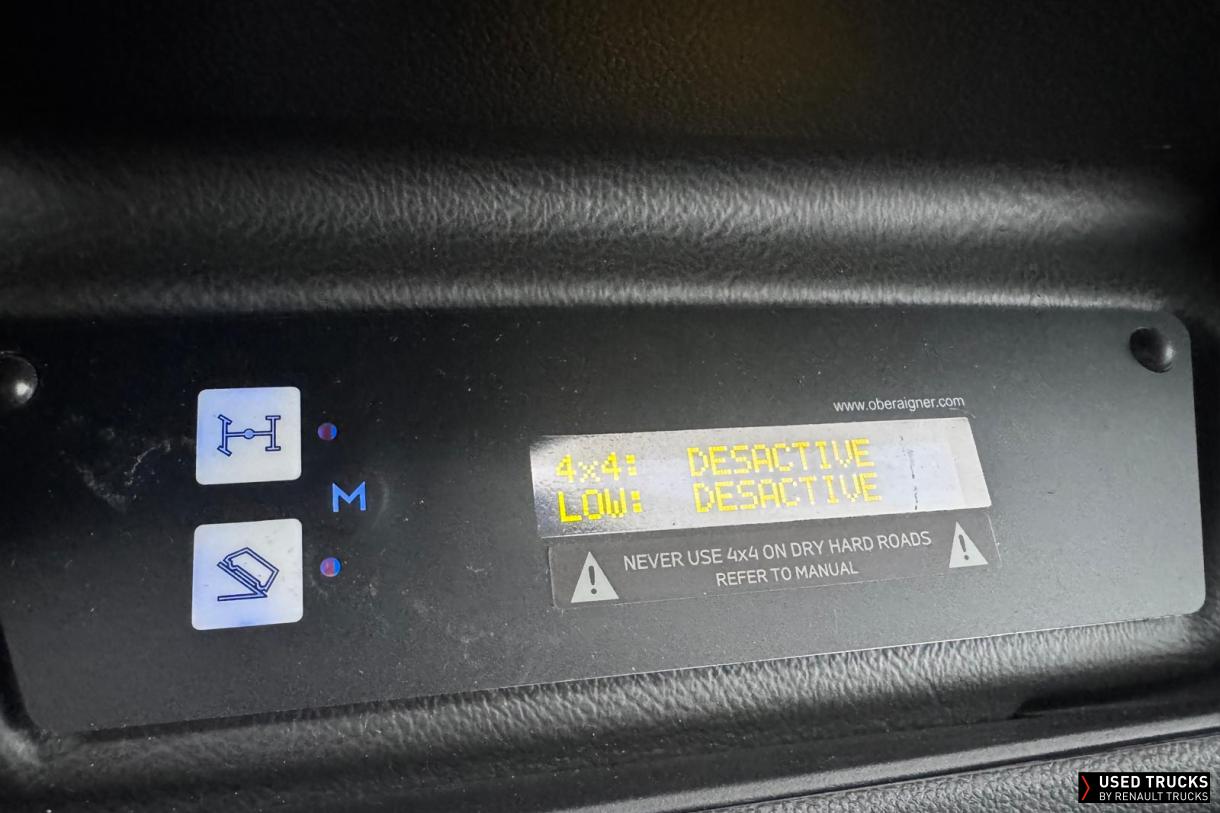 www.oberaigner.com
4x4: DESACTIVE
LOW: DESACTIVE
M
NEVER USE 4x4 ON DRY HARD ROADS
REFER TO MANUAL
USED TRUCKS
BY RENAULT TRUCKS